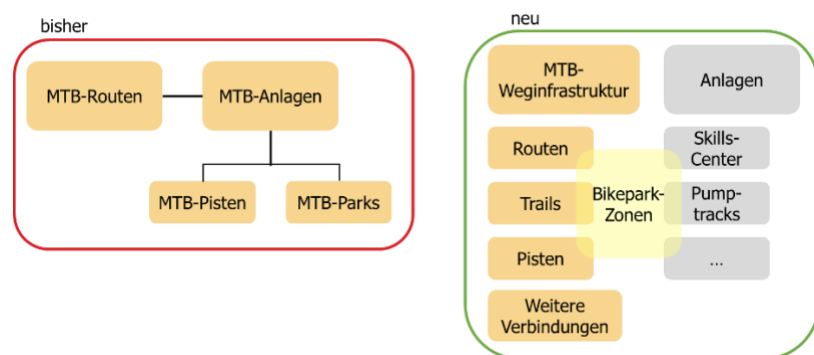 bisher
MTB-Routen
MTB-Anlagen
MTB-Pisten
MTB-Parks
neu
MTB-
Weginfrastruktur
Anlagen
Routen
Skills-
Center
Trails
Bikepark-
Zonen
Pump-
tracks
Pisten
...
Weitere
Verbindungen